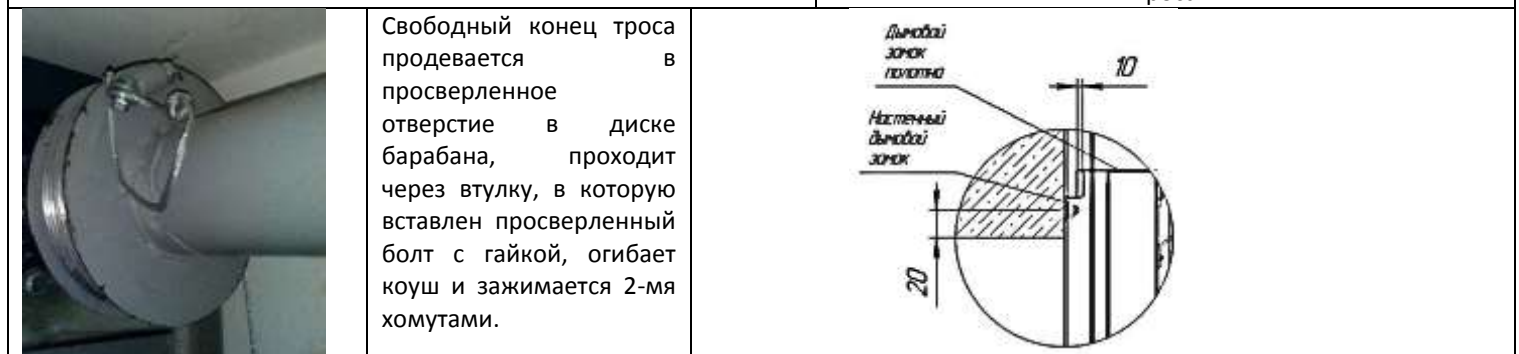 Свободный конец троса
продевается в
просверленное
отверстие в диске
барабана, проходит
через втулку, в которую
вставлен просверленный
болт с гайкой, огибает
коуш и зажимается 2-мя
хомутами.
Дымовой
замок
полотна
10
Настенный
дымовой
замок
20